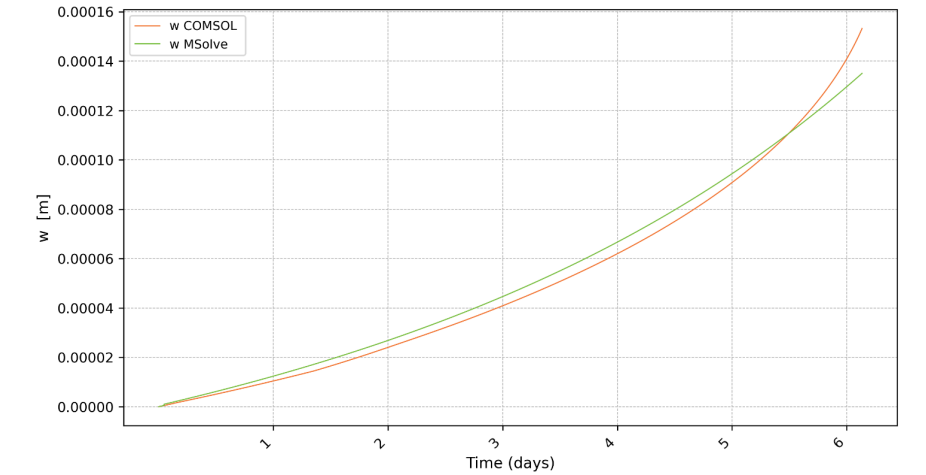 0.00016
w COMSOL
w MSolve
0.00014
0.00012
0.00010
0.00008
w [m]
0.00006
0.00004
0.00002
0.00000
1 2 3 4 5 6
Time (days)